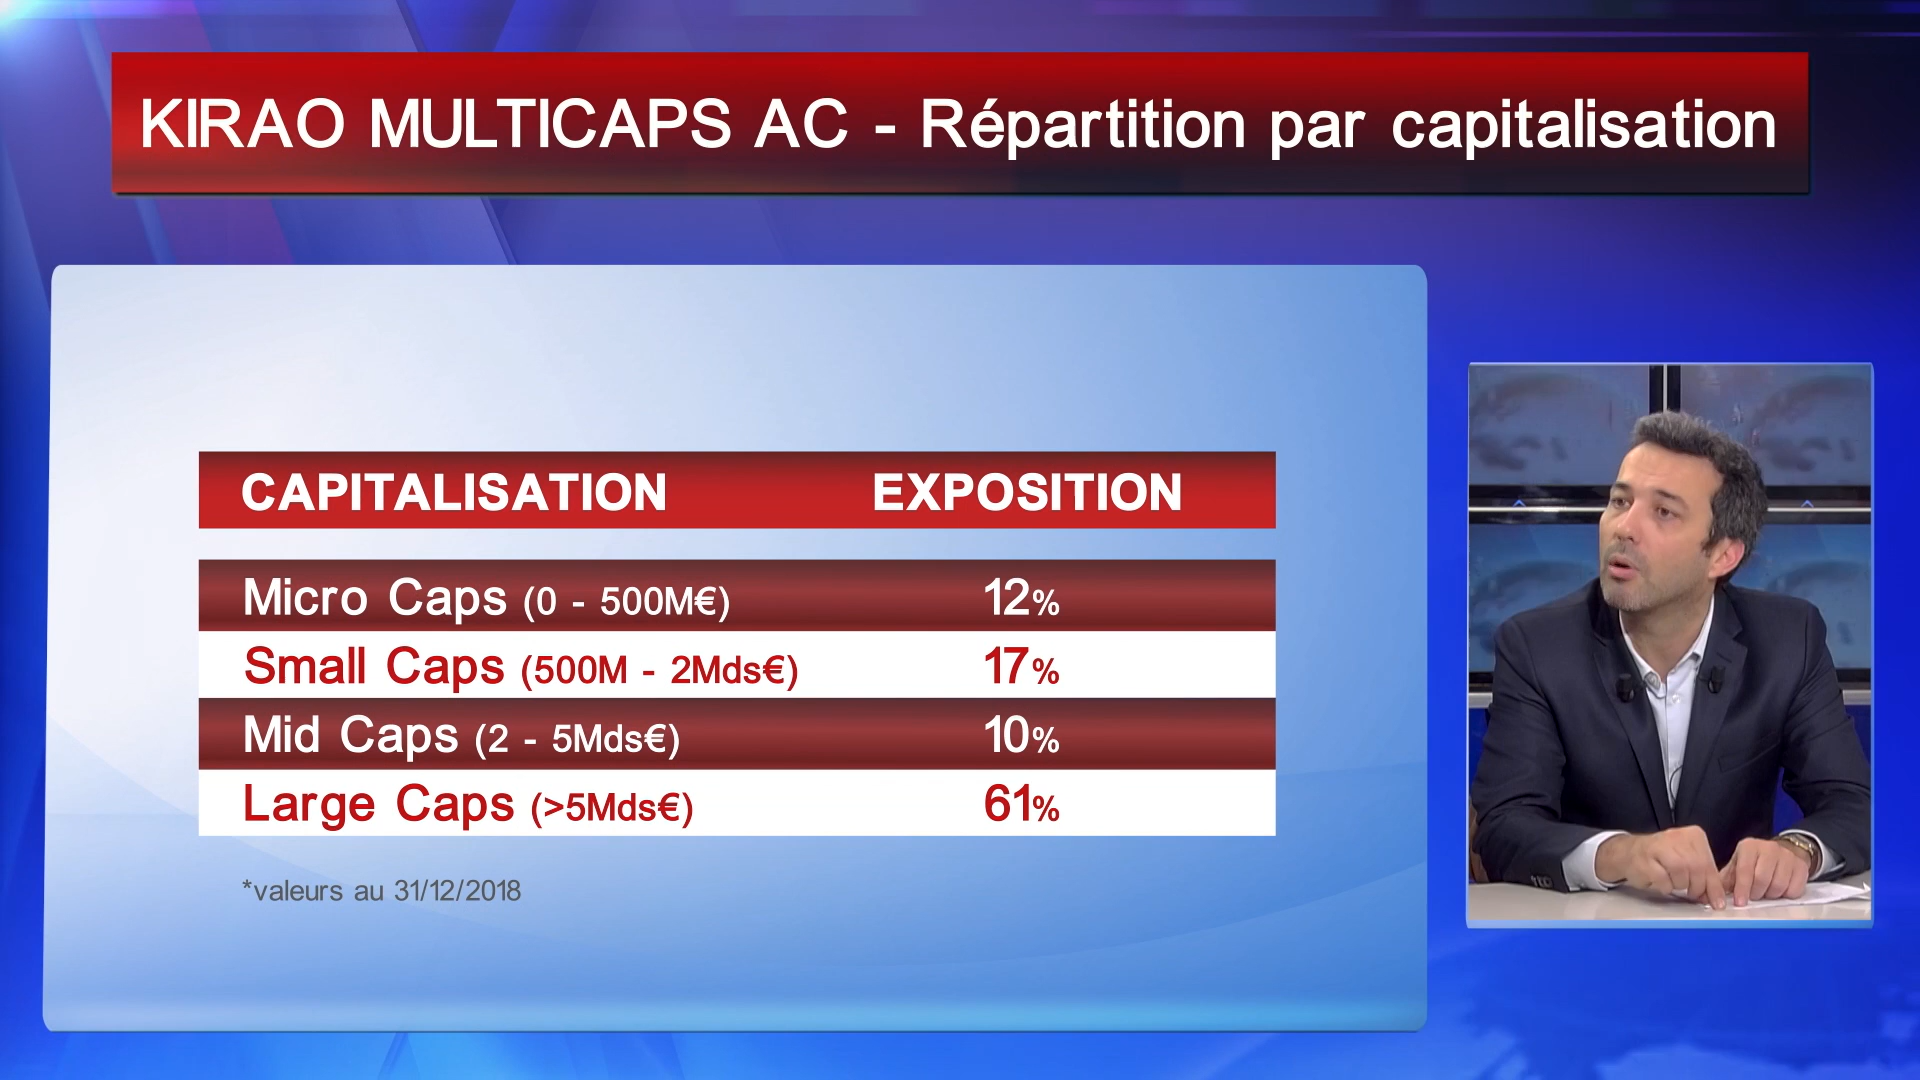 KIRAO MULTICAPS AC - Répartition par capitalisation
CAPITALISATION EXPOSITION
Micro Caps (0 - 500M€) 12%
Small Caps (500M - 2Mds€) 17%
Mid Caps (2 - 5Mds€) 10%
Large Caps (>5Mds€) 61%
*valeurs au 31/12/2018